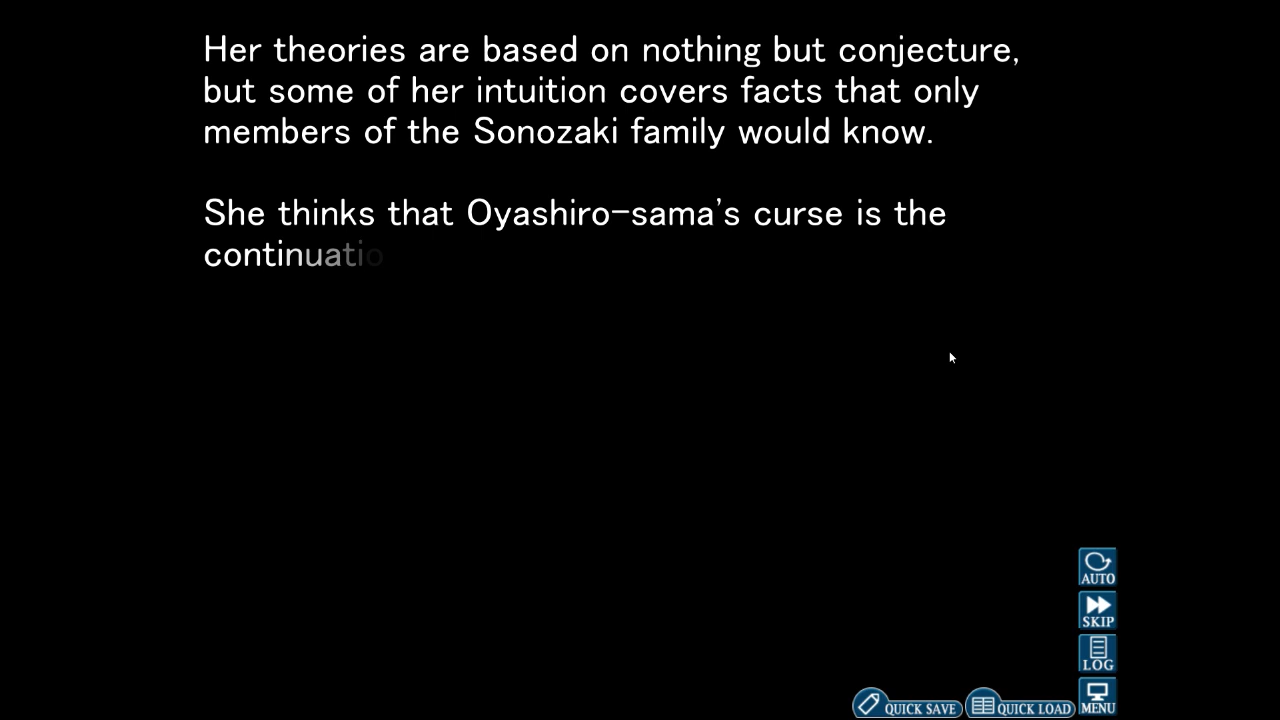 Her theories are based on nothing but conjecture,
but some of her intuition covers facts that only
members of the Sonozaki family would know.
She thinks that Oyashiro-sama's curse is the
continuatio
AUTO
SKIP
LOG
MENU
QUICK SAVE
QUICK LOAD